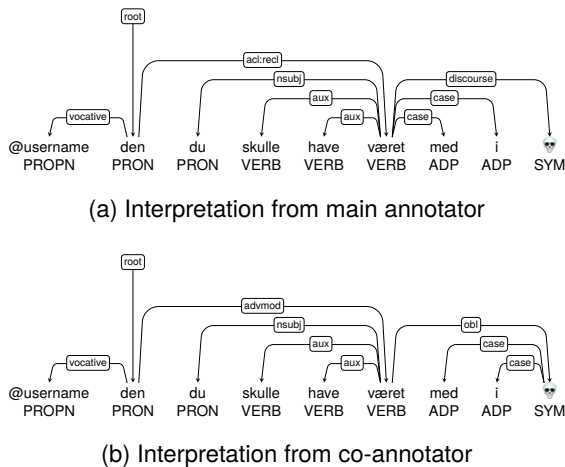 root
acl:recl
nsubj
discourse
aux
case
vocative
aux
case
@username den du skulle have været med i 💀
PROPN PRON PRON VERB VERB VERB ADP ADP SYM
(a) Interpretation from main annotator
root
advmod
nsubj
obl
aux
case
vocative
aux
case
@username den du skulle have været med i 💀
PROPN PRON PRON VERB VERB VERB ADP ADP SYM
(b) Interpretation from co-annotator